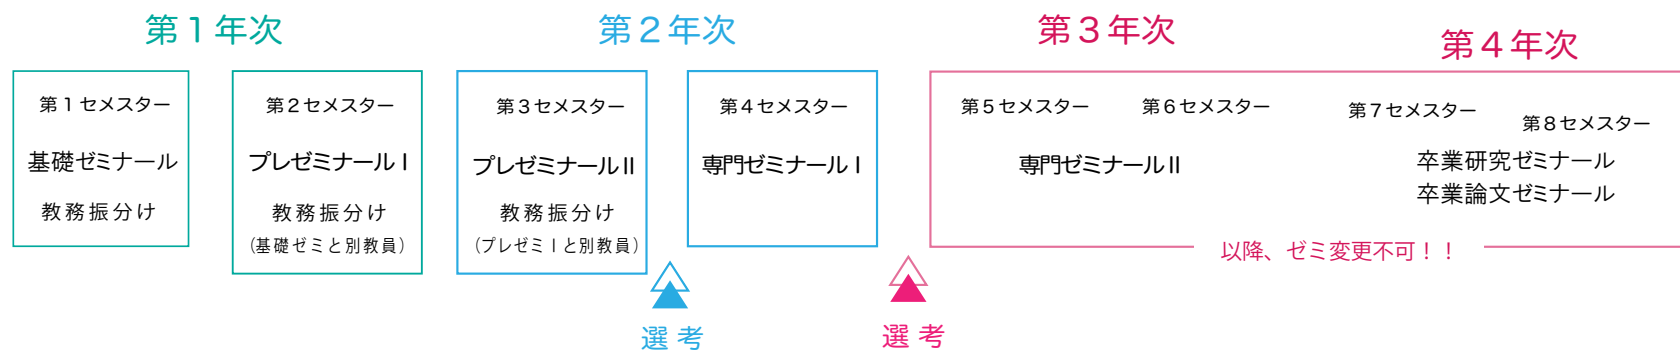 第１年次
第２年次
第３年次
第４年次
第１セメスター
基礎ゼミナール
教務振分け
第２セメスター
プレゼミナールⅠ
教務振分け
（基礎ゼミと別教員）
第３セメスター
プレゼミナールⅡ
教務振分け
（プレゼミⅠと別教員）
第４セメスター
専門ゼミナールⅠ
第５セメスター
第６セメスター
専門ゼミナールⅡ
第７セメスター
第８セメスター
卒業研究ゼミナール
卒業論文ゼミナール
以降、ゼミ変更不可！！
選 考
選 考